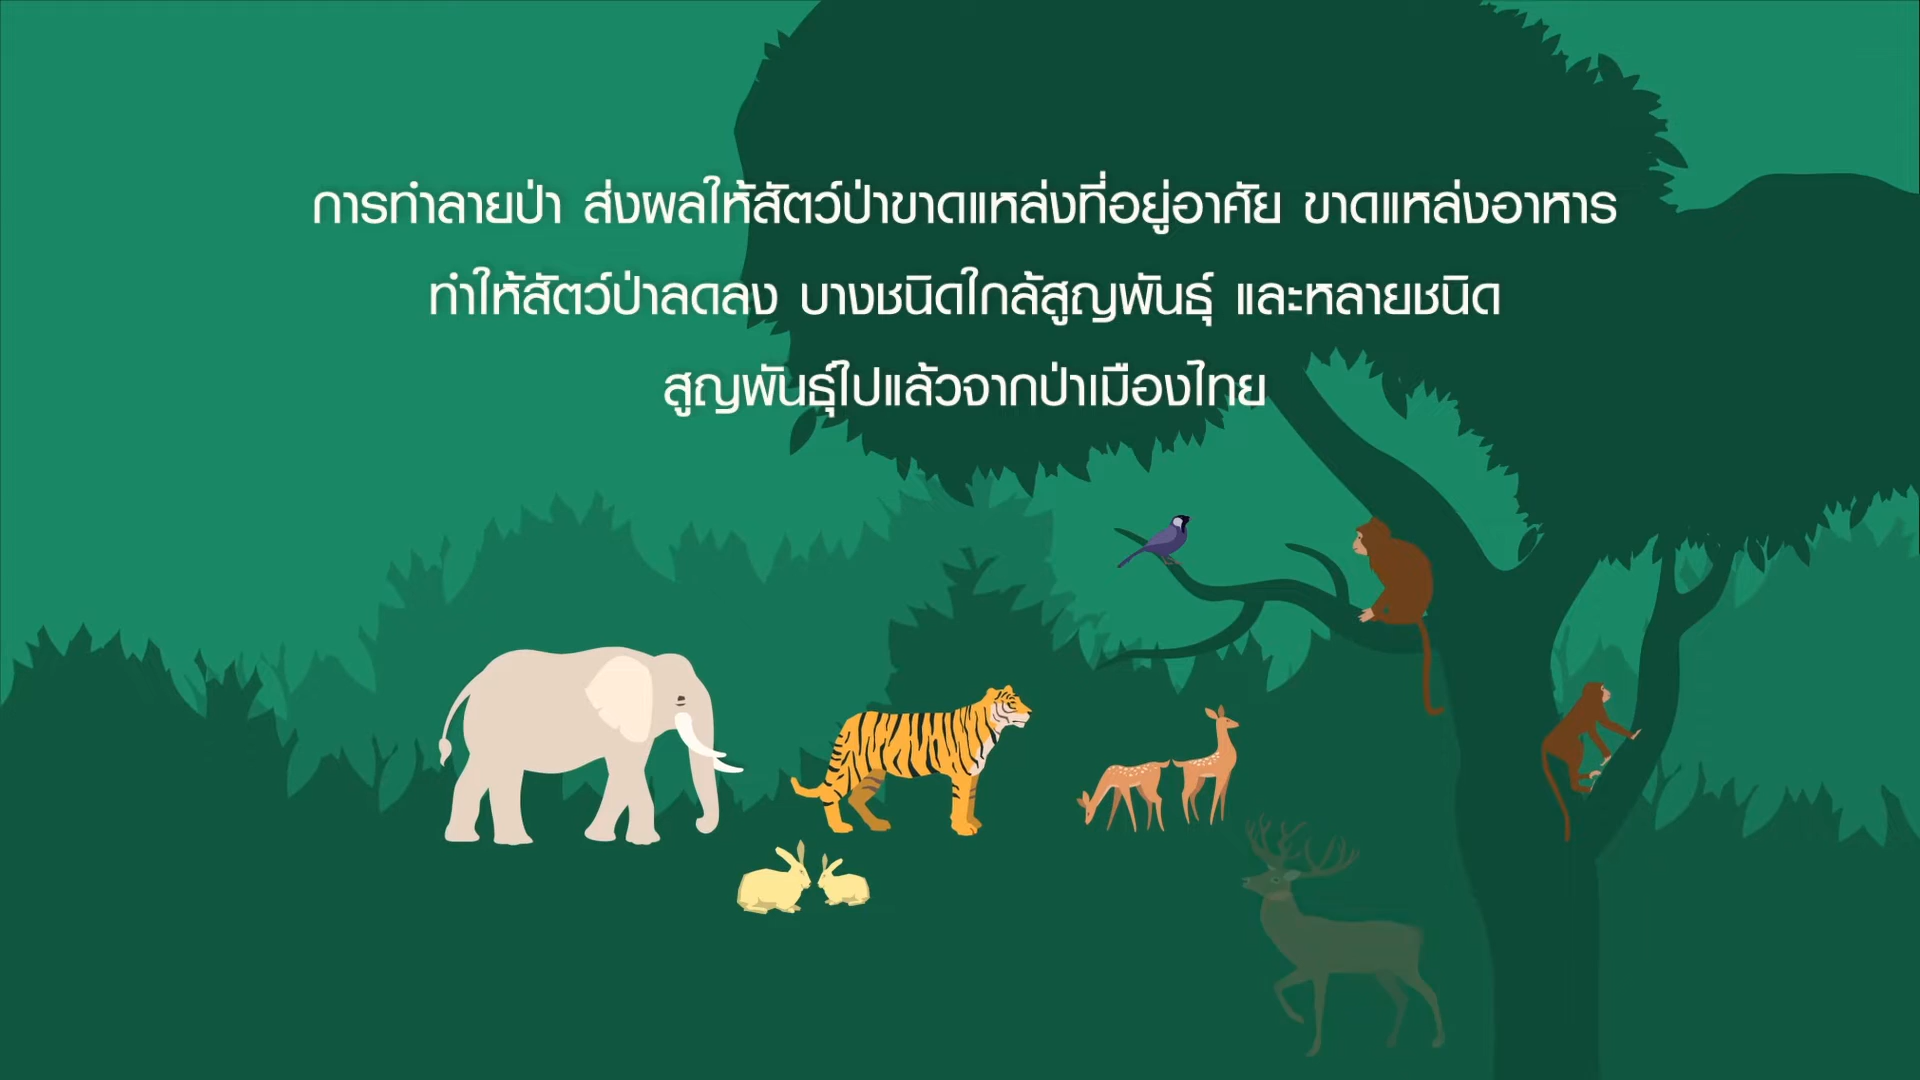 การทำลายป่า ส่งผลให้สัตว์ป่าขาดแหล่งที่อยู่อาศัย ขาดแหล่งอาหาร
ทำให้สัตว์ป่าลดลง บางชนิดใกล้สูญพันธุ์ และหลายชนิด
สูญพันธุ์ไปแล้วจากป่าเมืองไทย